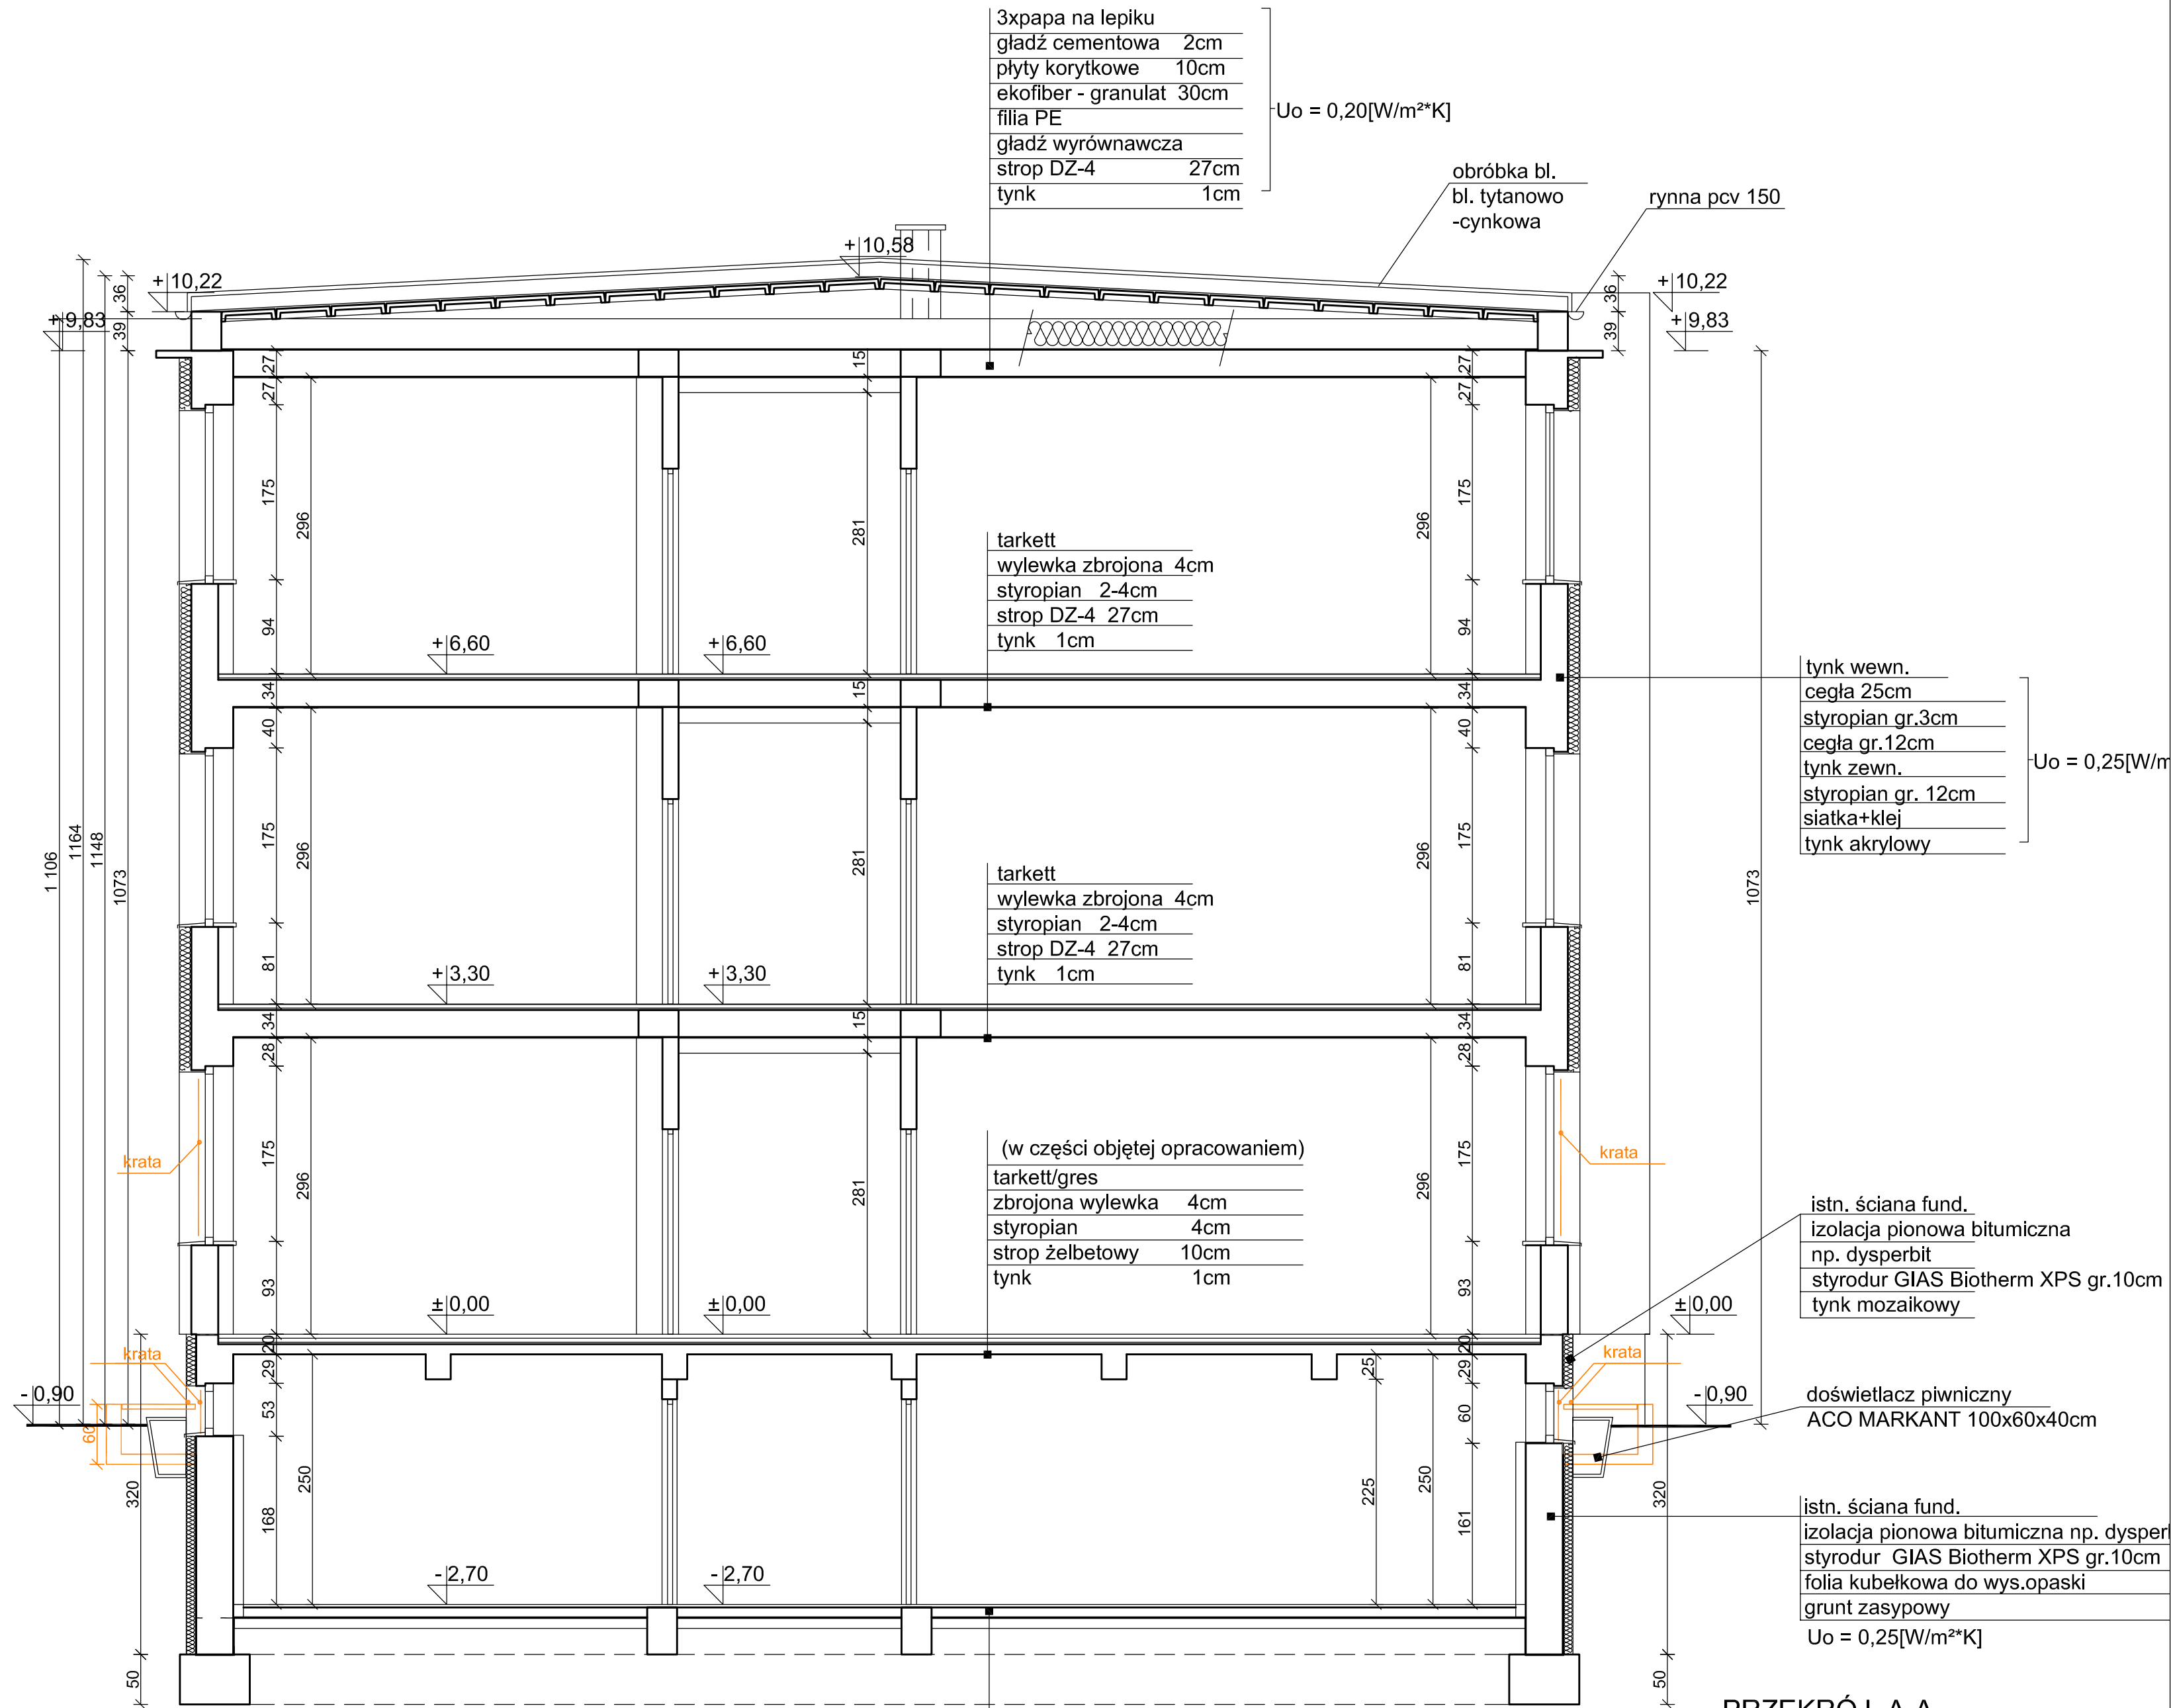 3xpapa na lepiku
gładź cementowa 2cm
płyty korytkowe 10cm
ekofiber - granulat 30cm
filia PE
gładź wyrównawcza
strop DZ-4 27cm
tynk 1cm
Uo = 0,20[W/m²*K]
obróbka bl.
bl. tytanowo
-cynkowa
rynna pcv 150
+10,58
+10,22
+9,83
+10,22
+9,83
36
39
36
39
27
27
175
296
94
34
40
175
296
81
34
28
175
296
93
20
29
53
168
250
15
281
15
281
15
281
296
296
296
27
27
175
94
34
40
175
81
34
28
175
93
20
29
60
161
25
225
250
1 106
1164
1148
1073
1073
320
50
320
50
60
tarkett
wylewka zbrojona 4cm
styropian 2-4cm
strop DZ-4 27cm
tynk 1cm
+6,60
+6,60
tynk wewn.
cegła 25cm
styropian gr.3cm
cegła gr.12cm
tynk zewn.
styropian gr. 12cm
siatka+klej
tynk akrylowy
Uo = 0,25[W/m
tarkett
wylewka zbrojona 4cm
styropian 2-4cm
strop DZ-4 27cm
tynk 1cm
+3,30
+3,30
krata
krata
(w części objętej opracowaniem)
tarkett/gres
zbrojona wylewka 4cm
styropian 4cm
strop żelbetowy 10cm
tynk 1cm
istn. ściana fund.
izolacja pionowa bitumiczna
np. dysperbit
styrodur GIAS Biotherm XPS gr.10cm
tynk mozaikowy
±0,00
±0,00
±0,00
krata
krata
-0,90
-0,90
doświetlacz piwniczny
ACO MARKANT 100x60x40cm
istn. ściana fund.
izolacja pionowa bitumiczna np. dysper
styrodur GIAS Biotherm XPS gr.10cm
folia kubełkowa do wys.opaski
grunt zasypowy
Uo = 0,25[W/m²*K]
-2,70
-2,70
PRZEKRÓJ A-A